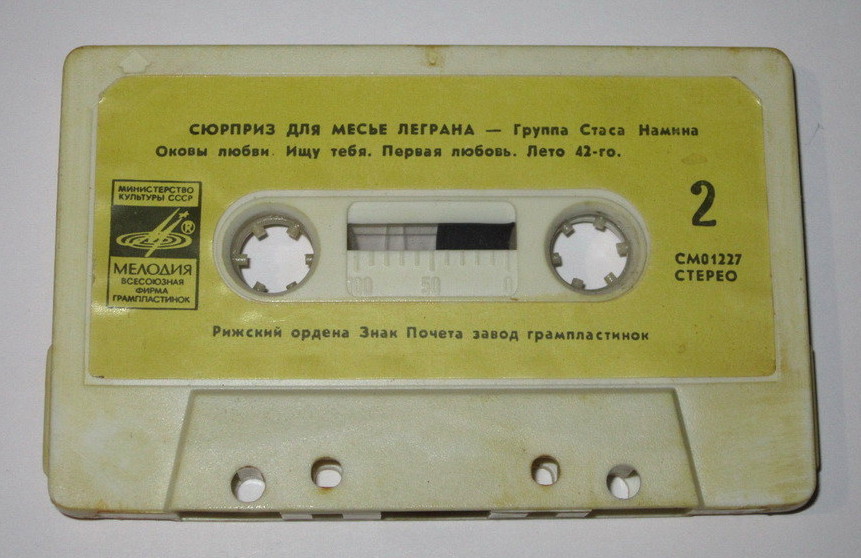 СЮРПРИЗ ДЛЯ МЕСЬЕ ЛЕГРАНА — Группа Стаса Намина
Оковы любви. Ищу тебя. Первая любовь. Лето 42-го.
МИНИСТЕРСТВО
КУЛЬТУРЫ СССР
®
МЕЛОДИЯ
ВСЕСОЮЗНАЯ
ФИРМА
ГРАМПЛАСТИНОК
2
СМ01227
СТЕРЕО
100 50 0
Рижский ордена Знак Почета завод грампластинок